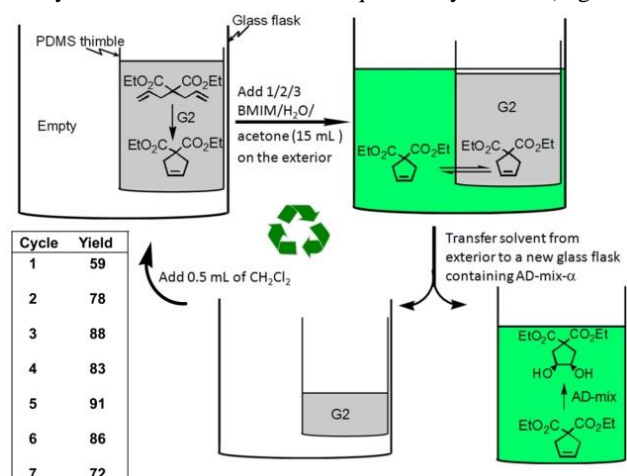 Glass flask
PDMS thimble
EtO₂C CO₂Et
G2
EtO₂C CO₂Et
Empty
Add 1/2/3
BMIM/H₂O/
acetone (15 mL )
on the exterior
G2
EtO₂C CO₂Et
EtO₂C CO₂Et
Cycle Yield
1 59
2 78
3 88
4 83
5 91
6 86
7 72
Add 0.5 mL of CH₂Cl₂
G2
Transfer solvent from
exterior to a new glass flask
containing AD-mix-α
EtO₂C CO₂Et
HO OH
AD-mix
EtO₂C CO₂Et